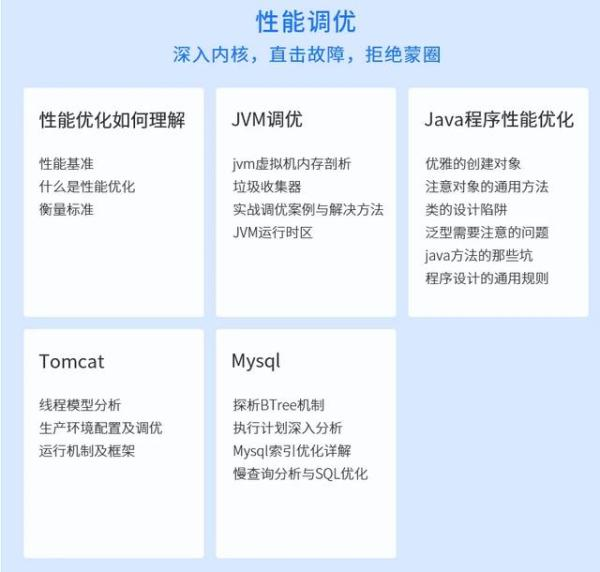 性能调优
深入内核，直击故障，拒绝蒙圈
性能优化如何理解
性能基准
什么是性能优化
衡量标准
JVM调优
jvm虚拟机内存剖析
垃圾收集器
实战调优案例与解决方法
JVM运行时区
Java程序性能优化
优雅的创建对象
注意对象的通用方法
类的设计陷阱
泛型需要注意的问题
java方法的那些坑
程序设计的通用规则
Tomcat
线程模型分析
生产环境配置及调优
运行机制及框架
Mysql
探析BTree机制
执行计划深入分析
Mysql索引优化详解
慢查询分析与SQL优化